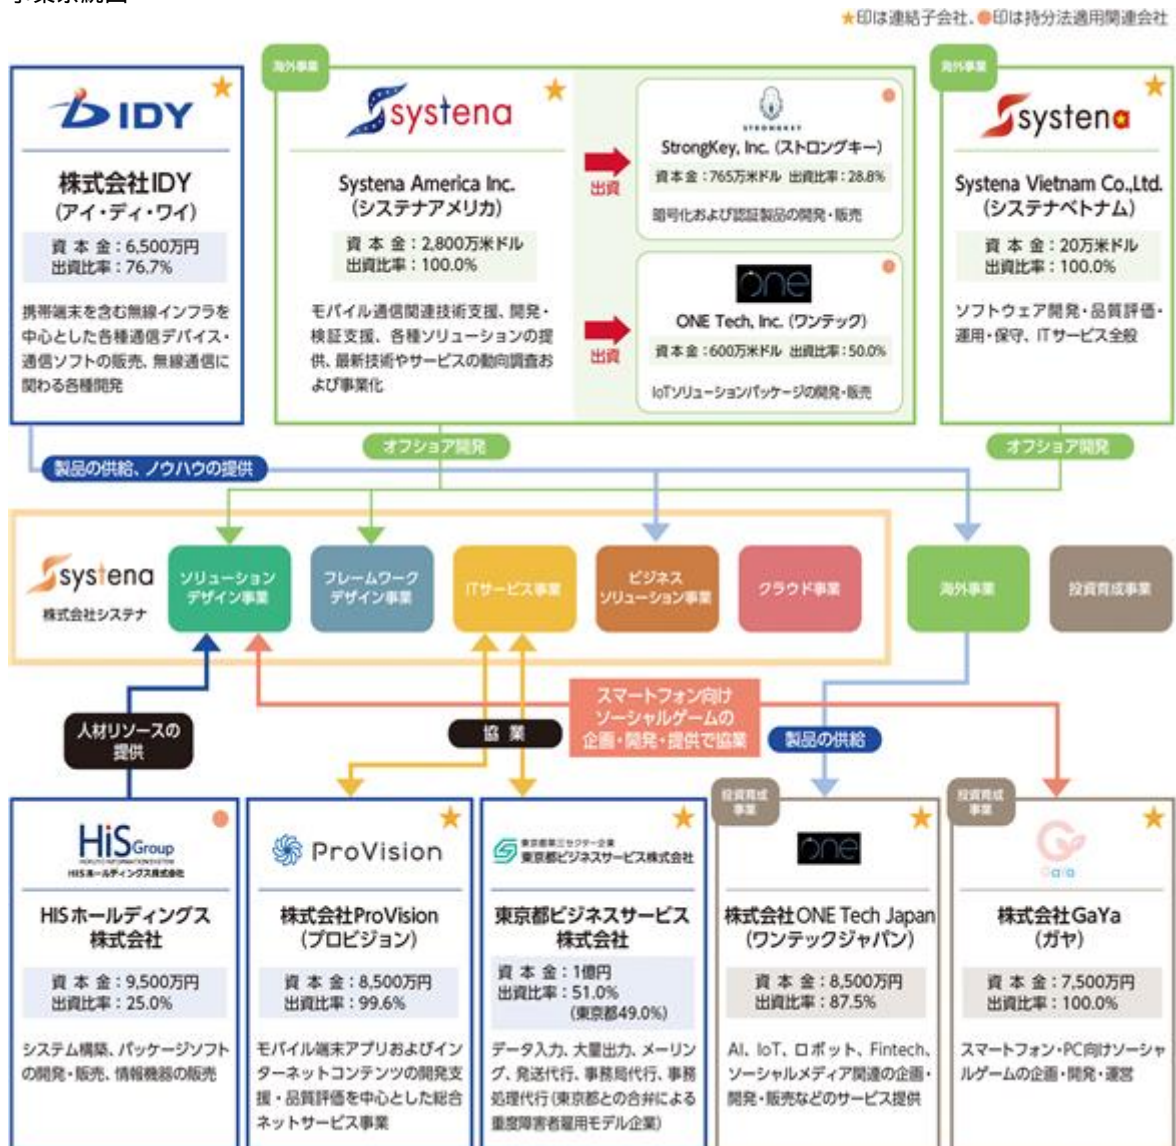 ★印は連結子会社、●印は持分法適用関連会社
IDY
株式会社IDY
(アイ・ディ・ワイ)
資 本 金：6,500万円
出資比率：76.7%
携帯端末を含む無線インフラを
中心とした各種通信デバイス・
通信ソフトの販売、無線通信に
関わる各種開発
海外事業
systena
Systena America Inc.
(システナアメリカ)
資 本 金：2,800万米ドル
出資比率：100.0%
モバイル通信関連技術支援、開発・
検証支援、各種ソリューションの提
供、最新技術やサービスの動向調査お
よび事業化
出資
STRONGKEY
StrongKey, Inc. (ストロングキー)
資本金：765万米ドル 出資比率：28.8%
暗号化および認証製品の開発・販売
出資
one
ONE Tech, Inc. (ワンテック)
資本金：600万米ドル 出資比率：50.0%
IoTソリューションパッケージの開発・販売
海外事業
systena
Systena Vietnam Co.,Ltd.
(システナベトナム)
資 本 金：20万米ドル
出資比率：100.0%
ソフトウェア開発・品質評価・
運用・保守、ITサービス全般
オフショア開発
オフショア開発
製品の供給、ノウハウの提供
systena
株式会社システナ
ソリューション
デザイン事業
フレームワーク
デザイン事業
ITサービス事業
ビジネス
ソリューション事業
クラウド事業
海外事業
投資育成事業
人材リソースの
提供
協 業
スマートフォン向け
ソーシャルゲームの
企画・開発・提供で協業
製品の供給
HiS Group
HISホールディングス株式会社
HISホールディングス
株式会社
資 本 金：9,500万円
出資比率：25.0%
システム構築、パッケージソフト
の開発・販売、情報機器の販売
ProVision
株式会社ProVision
(プロビジョン)
資 本 金：8,500万円
出資比率：99.6%
モバイル端末アプリおよびイン
ターネットコンテンツの開発支
援・品質評価を中心とした総合
ネットサービス事業
東京都第三セクター企業
東京都ビジネスサービス株式会社
東京都ビジネスサービス
株式会社
資 本 金：1億円
出資比率：51.0%
(東京都49.0%)
データ入力、大量出力、メーリン
グ、発送代行、事務局代行、事務
処理代行(東京都との合弁による
重度障害者雇用モデル企業)
投資育成
事業
one
株式会社ONE Tech Japan
(ワンテックジャパン)
資 本 金：8,500万円
出資比率：87.5%
AI、IoT、ロボット、Fintech、
ソーシャルメディア関連の企画・
開発・販売などのサービス提供
投資育成
事業
GaYa
株式会社GaYa
(ガヤ)
資 本 金：7,500万円
出資比率：100.0%
スマートフォン・PC向けソーシャ
ルゲームの企画・開発・運営